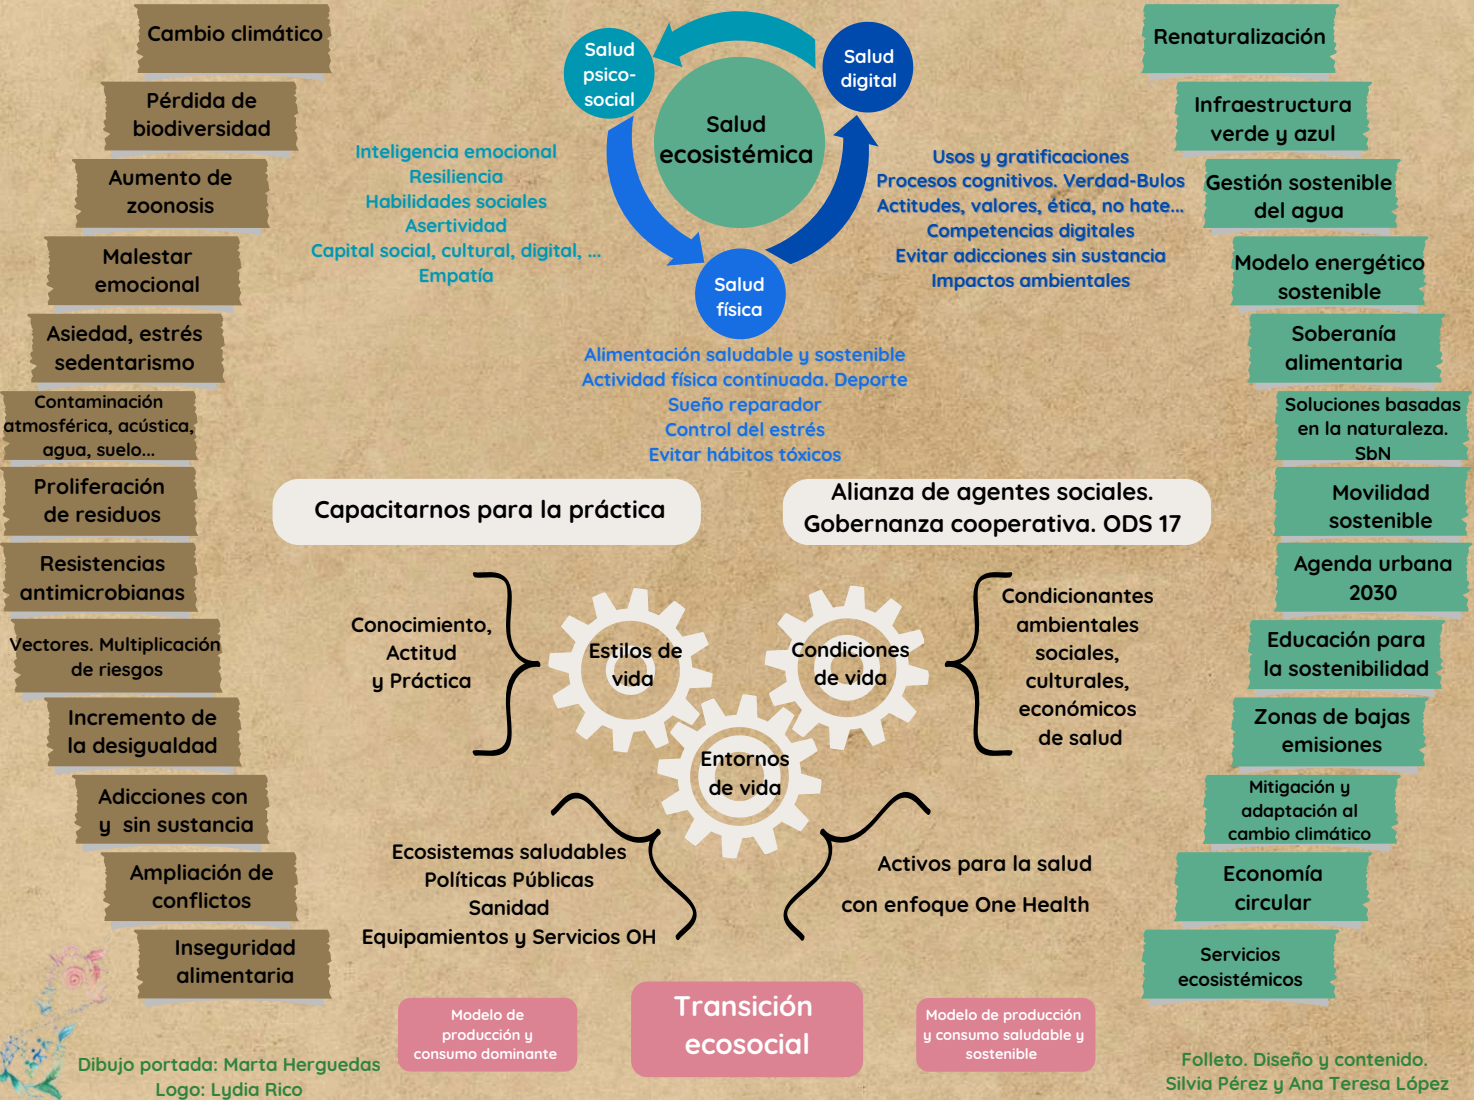 Cambio climático
Pérdida de
biodiversidad
Aumento de
zoonosis
Malestar
emocional
Asiedad, estrés
sedentarismo
Contaminación
atmosférica, acústica,
agua, suelo...
Proliferación
de residuos
Resistencias
antimicrobianas
Vectores. Multiplicación
de riesgos
Incremento de
la desigualdad
Adicciones con
y sin sustancia
Ampliación de
conflictos
Inseguridad
alimentaria
Salud
psico-
social
Salud
digital
Salud
ecosistémica
Salud
física
Inteligencia emocional
Resiliencia
Habilidades sociales
Asertividad
Capital social, cultural, digital, ...
Empatía
Usos y gratificaciones
Procesos cognitivos. Verdad-Bulos
Actitudes, valores, ética, no hate...
Competencias digitales
Evitar adicciones sin sustancia
Impactos ambientales
Alimentación saludable y sostenible
Actividad física continuada. Deporte
Sueño reparador
Control del estrés
Evitar hábitos tóxicos
Capacitarnos para la práctica
Alianza de agentes sociales.
Gobernanza cooperativa. ODS 17
Conocimiento,
Actitud
y Práctica
Estilos de
vida
Condiciones
de vida
Entornos
de vida
Condicionantes
ambientales
sociales,
culturales,
económicos
de salud
Ecosistemas saludables
Políticas Públicas
Sanidad
Equipamientos y Servicios OH
Activos para la salud
con enfoque One Health
Modelo de
producción y
consumo dominante
Transición
ecosocial
Modelo de producción
y consumo saludable y
sostenible
Renaturalización
Infraestructura
verde y azul
Gestión sostenible
del agua
Modelo energético
sostenible
Soberanía
alimentaria
Soluciones basadas
en la naturaleza.
SbN
Movilidad
sostenible
Agenda urbana
2030
Educación para
la sostenibilidad
Zonas de bajas
emisiones
Mitigación y
adaptación al
cambio climático
Economía
circular
Servicios
ecosistémicos
Dibujo portada: Marta Herguedas
Logo: Lydia Rico
Folleto. Diseño y contenido.
Silvia Pérez y Ana Teresa López